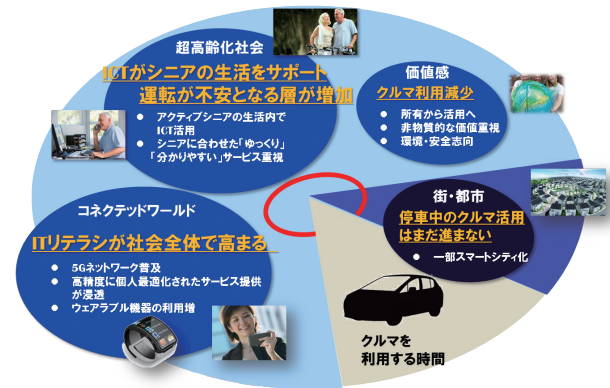 超高齢化社会
ICTがシニアの生活をサポート
運転が不安となる層が増加
● アクティブシニアの生活内で
ICT活用
● シニアに合わせた「ゆっくり」
「分かりやすい」サービス重視
価値感
クルマ利用減少
● 所有から活用へ
● 非物質的な価値重視
● 環境・安全志向
コネクテッドワールド
ITリテラシが社会全体で高まる
● 5Gネットワーク普及
● 高精度に個人最適化されたサービス提供
が浸透
● ウェアラブル機器の利用増
街・都市
停車中のクルマ活用
はまだ進まない
● 一部スマートシティ化
クルマを
利用する時間